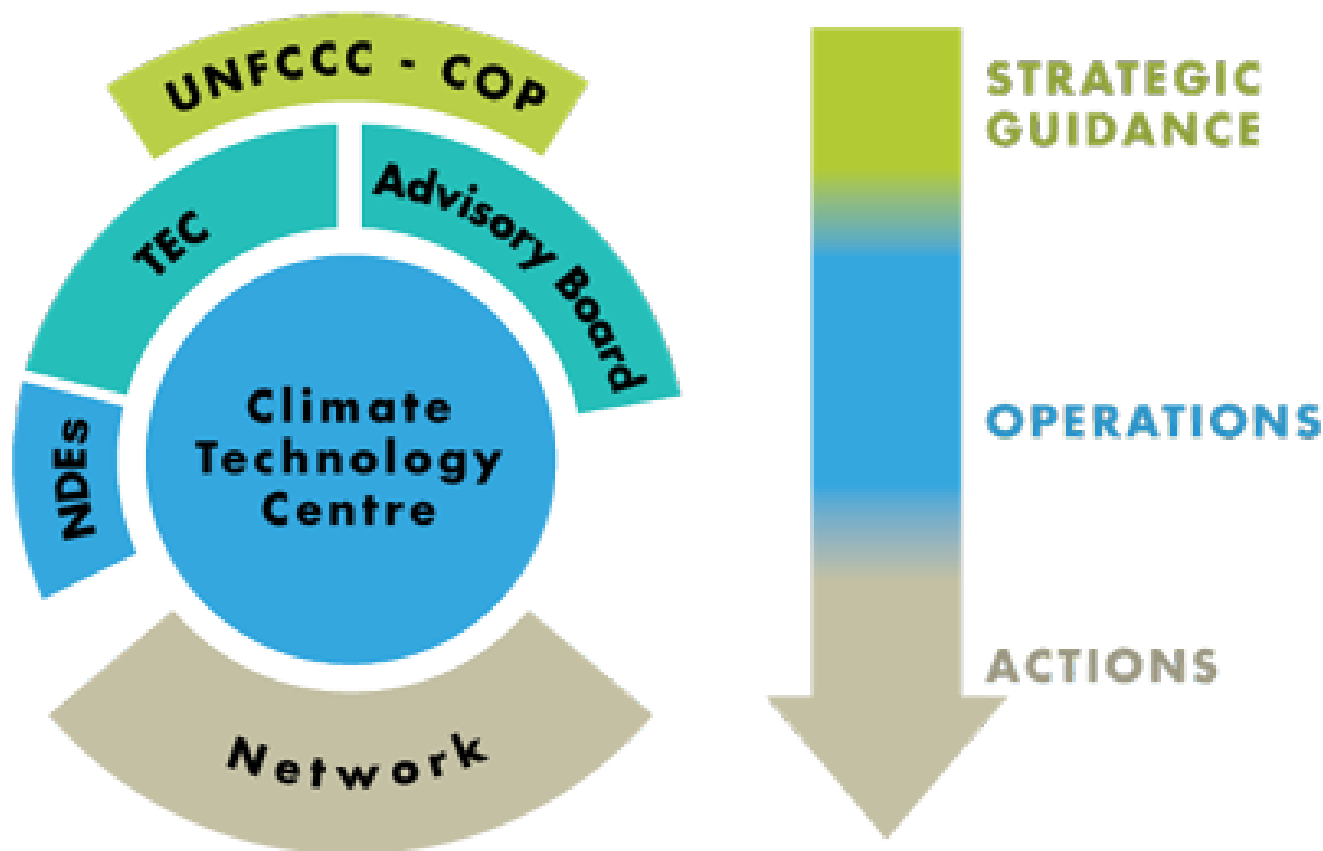 UNFCCC - COP
TEC
Advisory Board
NDEs
Climate
Technology
Centre
Network
STRATEGIC
GUIDANCE
OPERATIONS
ACTIONS